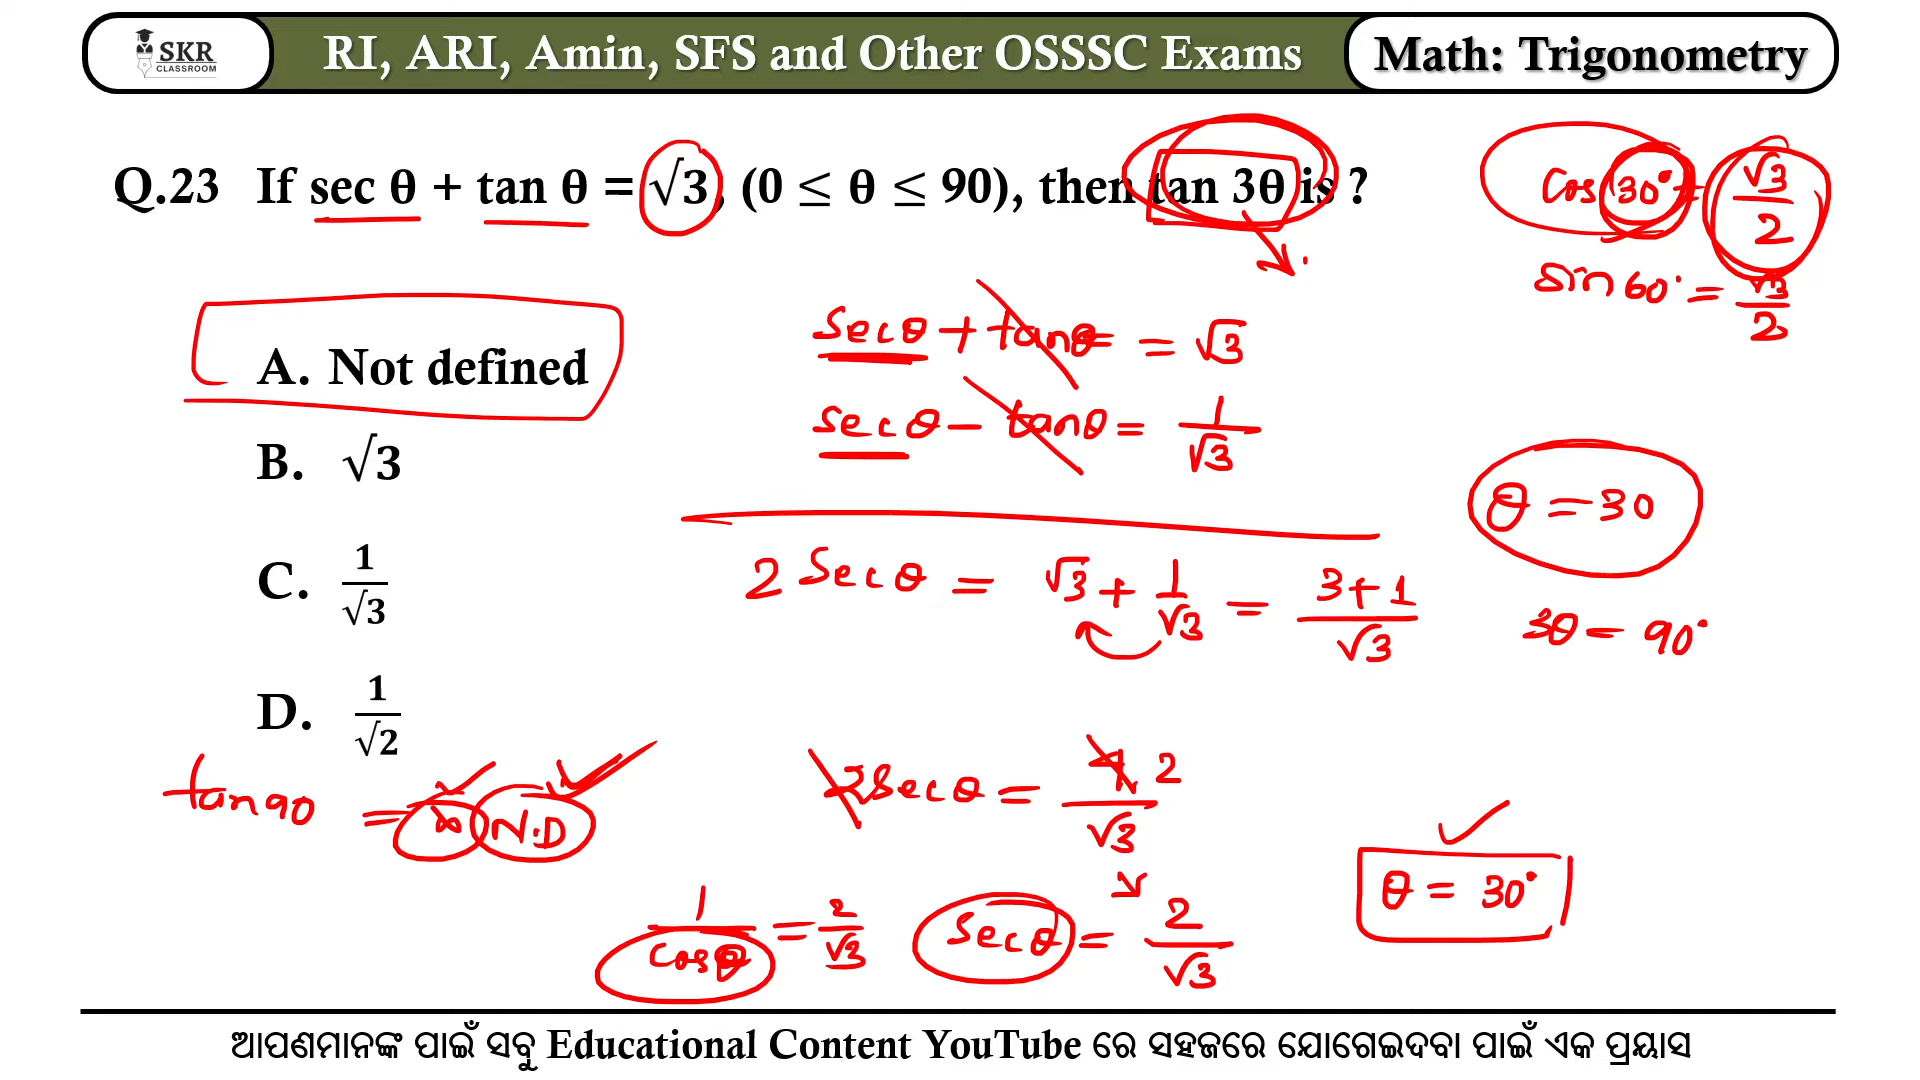 SKR
CLASSROOM
RI, ARI, Amin, SFS and Other OSSSC Exams
Math: Trigonometry
Q.23 If sec θ + tan θ = √3, (0 ≤ θ ≤ 90), then tan 3θ is ?
cos 30° = √3/2
sin 60° = √3/2
A. Not defined
B. √3
C. 1/√3
D. 1/√2
secθ + tanθ = √3
secθ - tanθ = 1/√3
2 secθ = √3 + 1/√3 = 3+1/√3
θ = 30
3θ = 90°
tan 90 = ∞ N.D
2secθ = 4/√3 2
1/cosθ = 2/√3
secθ = 2/√3
θ = 30°
ଆପଣମାନଙ୍କ ପାଇଁ ସବୁ Educational Content YouTube ରେ ସହଜରେ ଯୋଗେଇଦବା ପାଇଁ ଏକ ପ୍ରୟାସ